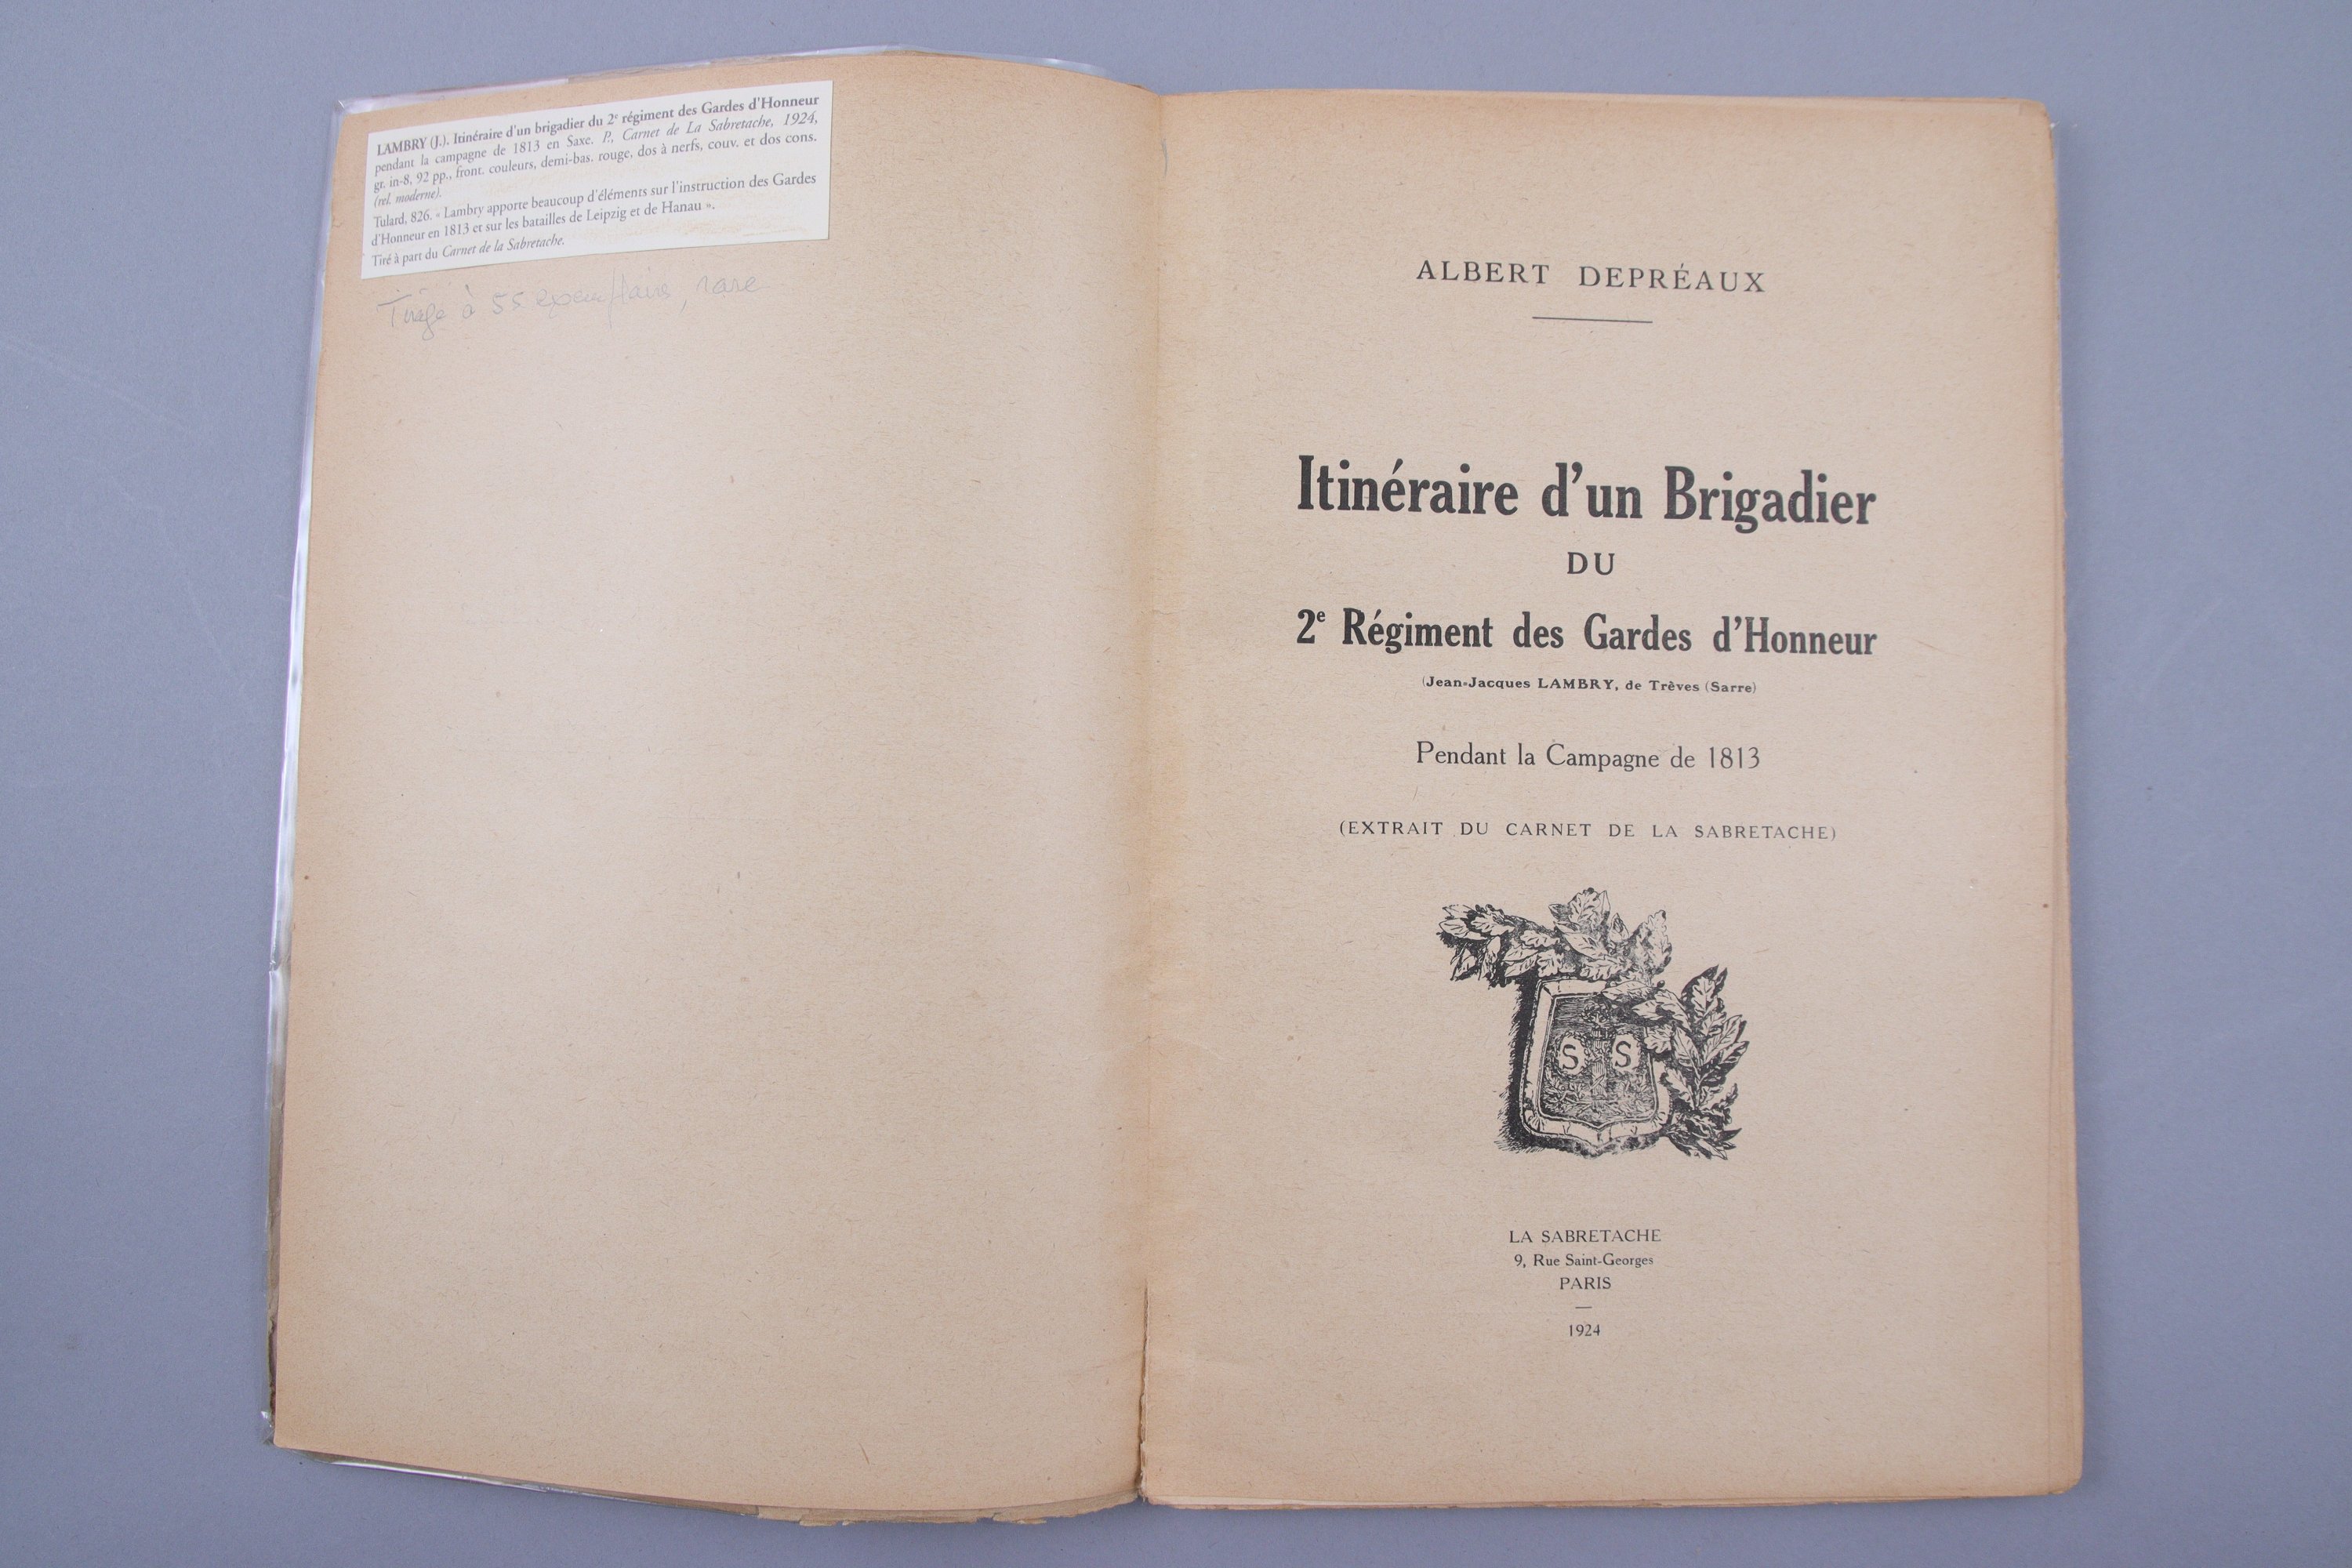 LAMBRY (J.). Itinéraire d'un brigadier du 2e régiment des Gardes d'Honneur
pendant la campagne de 1813 en Saxe. P., Carnet de La Sabretache, 1924,
gr. in-8, 92 pp., front. couleurs, demi-bas. rouge, dos à nerfs, couv. et dos cons.
(rel. moderne).
Tulard, 826. « Lambry apporte beaucoup d'éléments sur l'instruction des Gardes
d'Honneur en 1813 et sur les batailles de Leipzig et de Hanau ».
Tiré à part du Carnet de la Sabretache.
Tirage à 55 exemplaires, rare
ALBERT DEPRÉAUX
Itinéraire d'un Brigadier
DU
2e Régiment des Gardes d'Honneur
(Jean-Jacques LAMBRY, de Trèves (Sarre)
Pendant la Campagne de 1813
(EXTRAIT DU CARNET DE LA SABRETACHE)
S S
LA SABRETACHE
9, Rue Saint-Georges
PARIS
1924